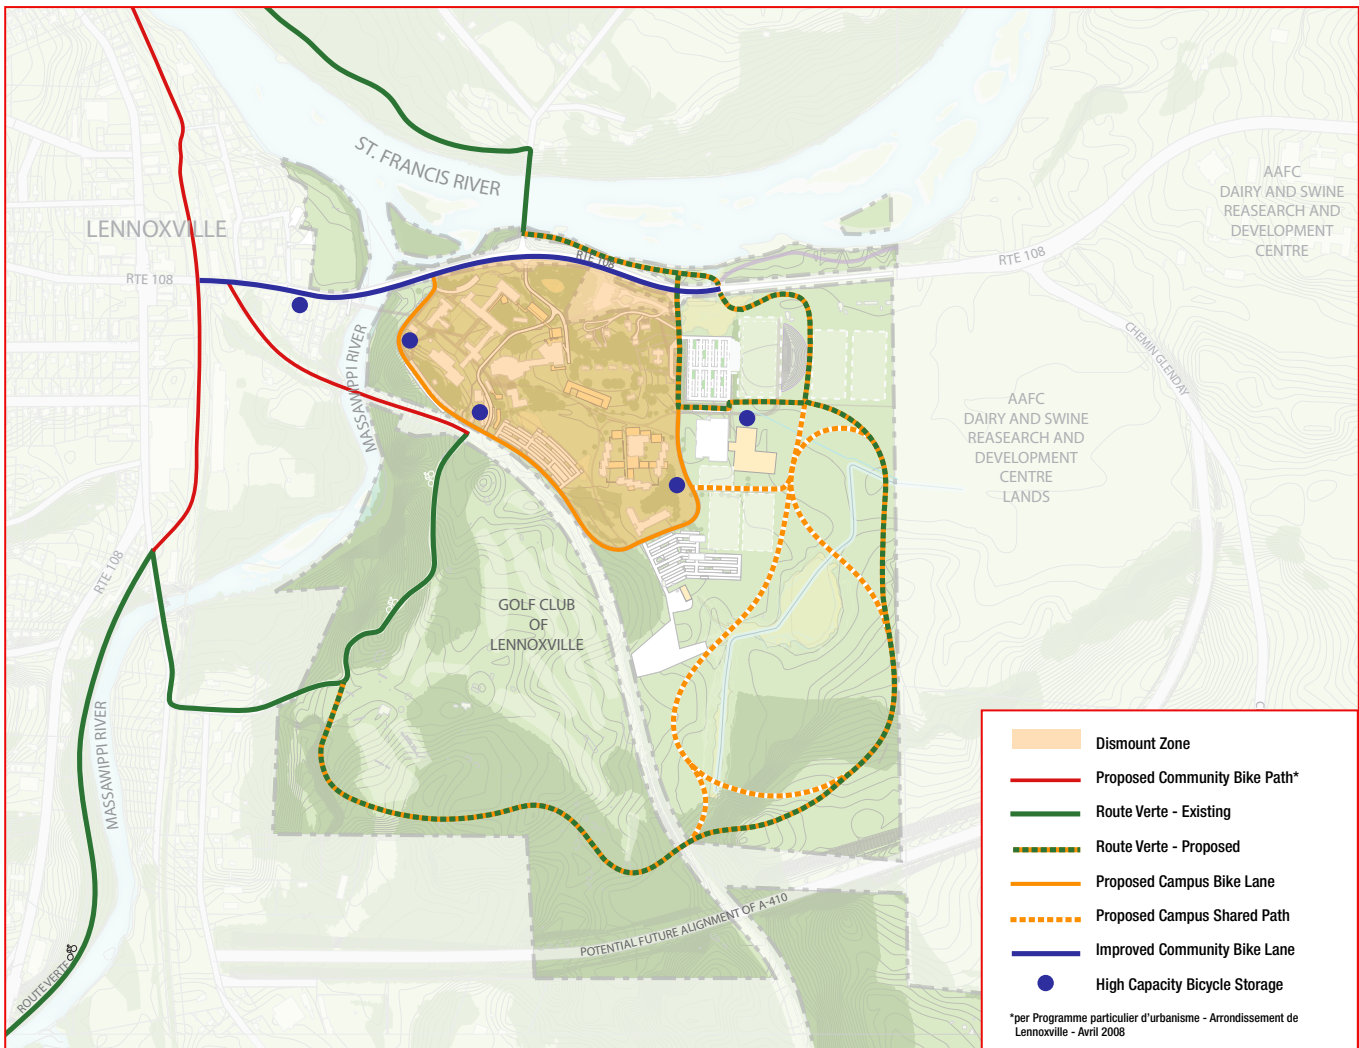 ST. FRANCIS RIVER
LENNOXVILLE
RTE 108
RTE 108
RTE 108
AAFC
DAIRY AND SWINE
REASEARCH AND
DEVELOPMENT
CENTRE
CHEMIN GLENDAY
MASSAWIPPI RIVER
AAFC
DAIRY AND SWINE
REASEARCH AND
DEVELOPMENT
CENTRE
LANDS
RTE 108
GOLF CLUB
OF
LENNOXVILLE
MASSAWIPPI RIVER
POTENTIAL FUTURE ALIGNMENT OF A-410
ROUTE VERTE
Dismount Zone
Proposed Community Bike Path*
Route Verte - Existing
Route Verte - Proposed
Proposed Campus Bike Lane
Proposed Campus Shared Path
Improved Community Bike Lane
High Capacity Bicycle Storage
*per Programme particulier d'urbanisme - Arrondissement de
Lennoxville - Avril 2008